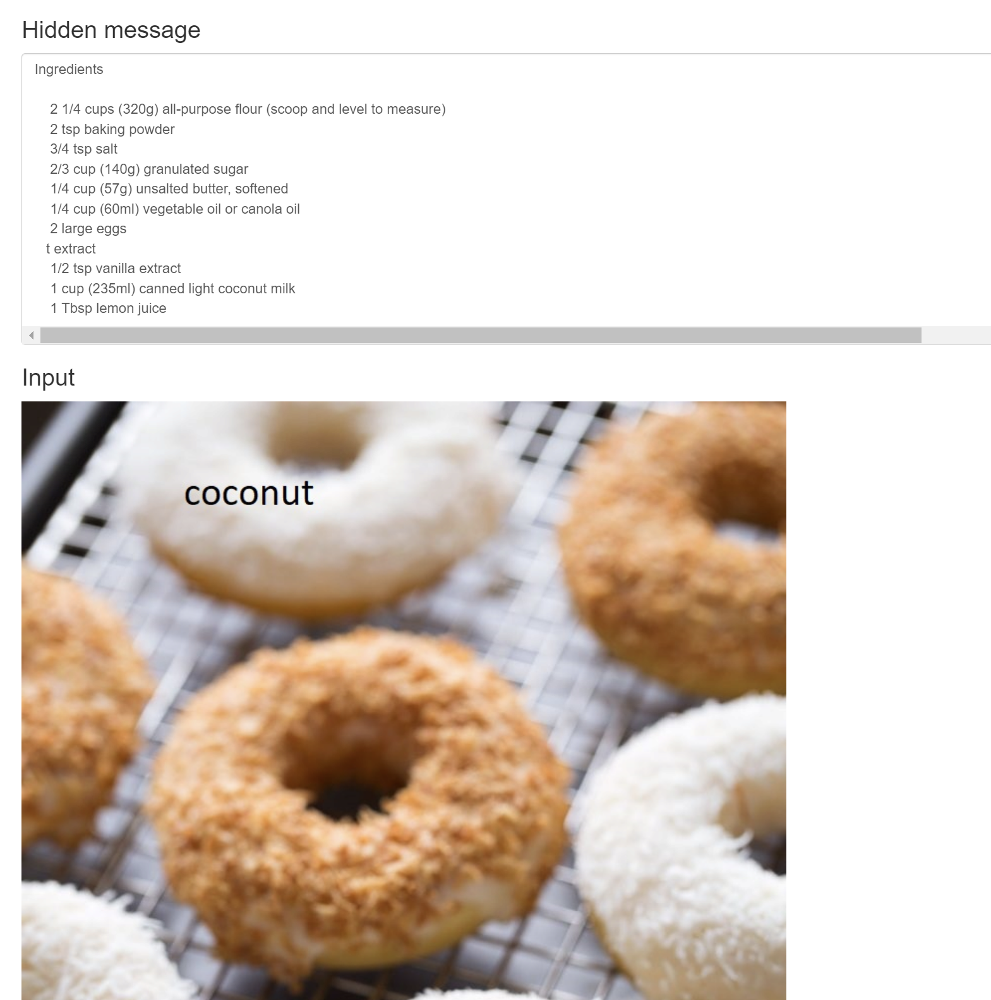 Hidden message
Ingredients
2 1/4 cups (320g) all-purpose flour (scoop and level to measure)
2 tsp baking powder
3/4 tsp salt
2/3 cup (140g) granulated sugar
1/4 cup (57g) unsalted butter, softened
1/4 cup (60ml) vegetable oil or canola oil
2 large eggs
t extract
1/2 tsp vanilla extract
1 cup (235ml) canned light coconut milk
1 Tbsp lemon juice
Input
coconut